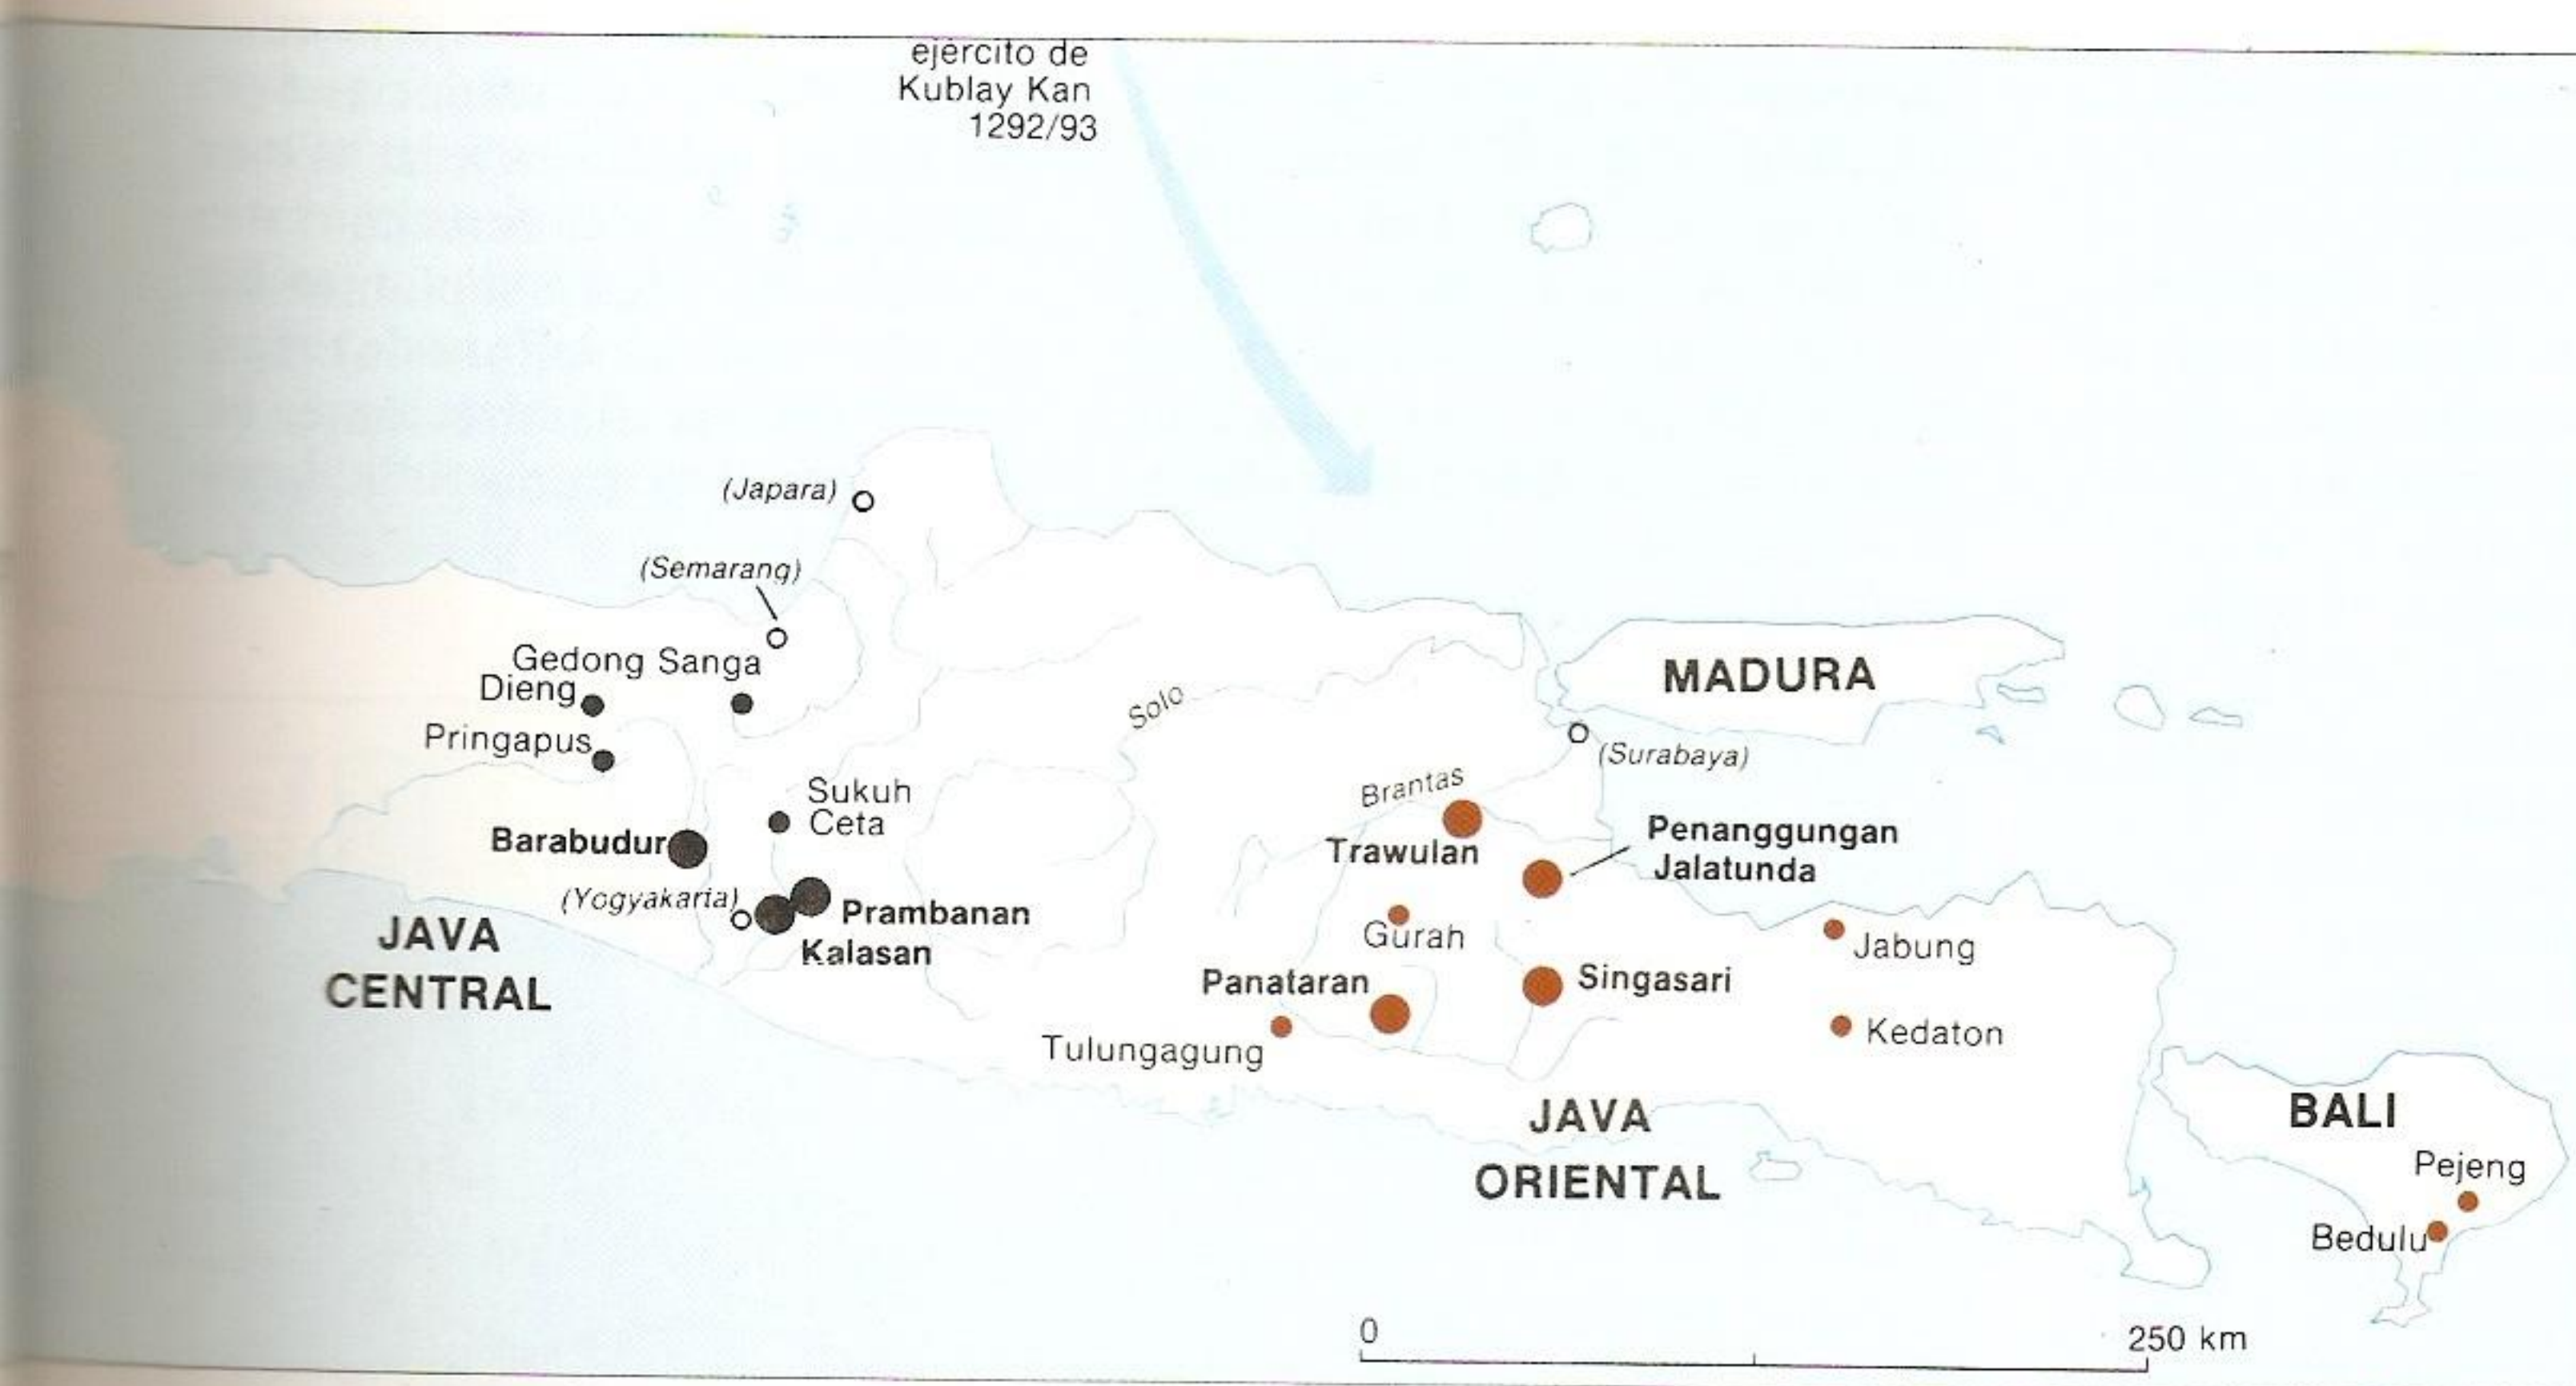 ejército de
Kublay Kan
1292/93
(Japara)
(Semarang)
Gedong Sanga
Dieng
Pringapus
Sukuh
Ceta
Barabudur
(Yogyakarta)
Prambanan
Kalasan
JAVA
CENTRAL
Solo
MADURA
(Surabaya)
Brantas
Trawulan
Penanggungan
Jalatunda
Gurah
Panataran
Singasari
Jabung
Tulungagung
Kedaton
JAVA
ORIENTAL
BALI
Pejeng
Bedulu
0
250 km